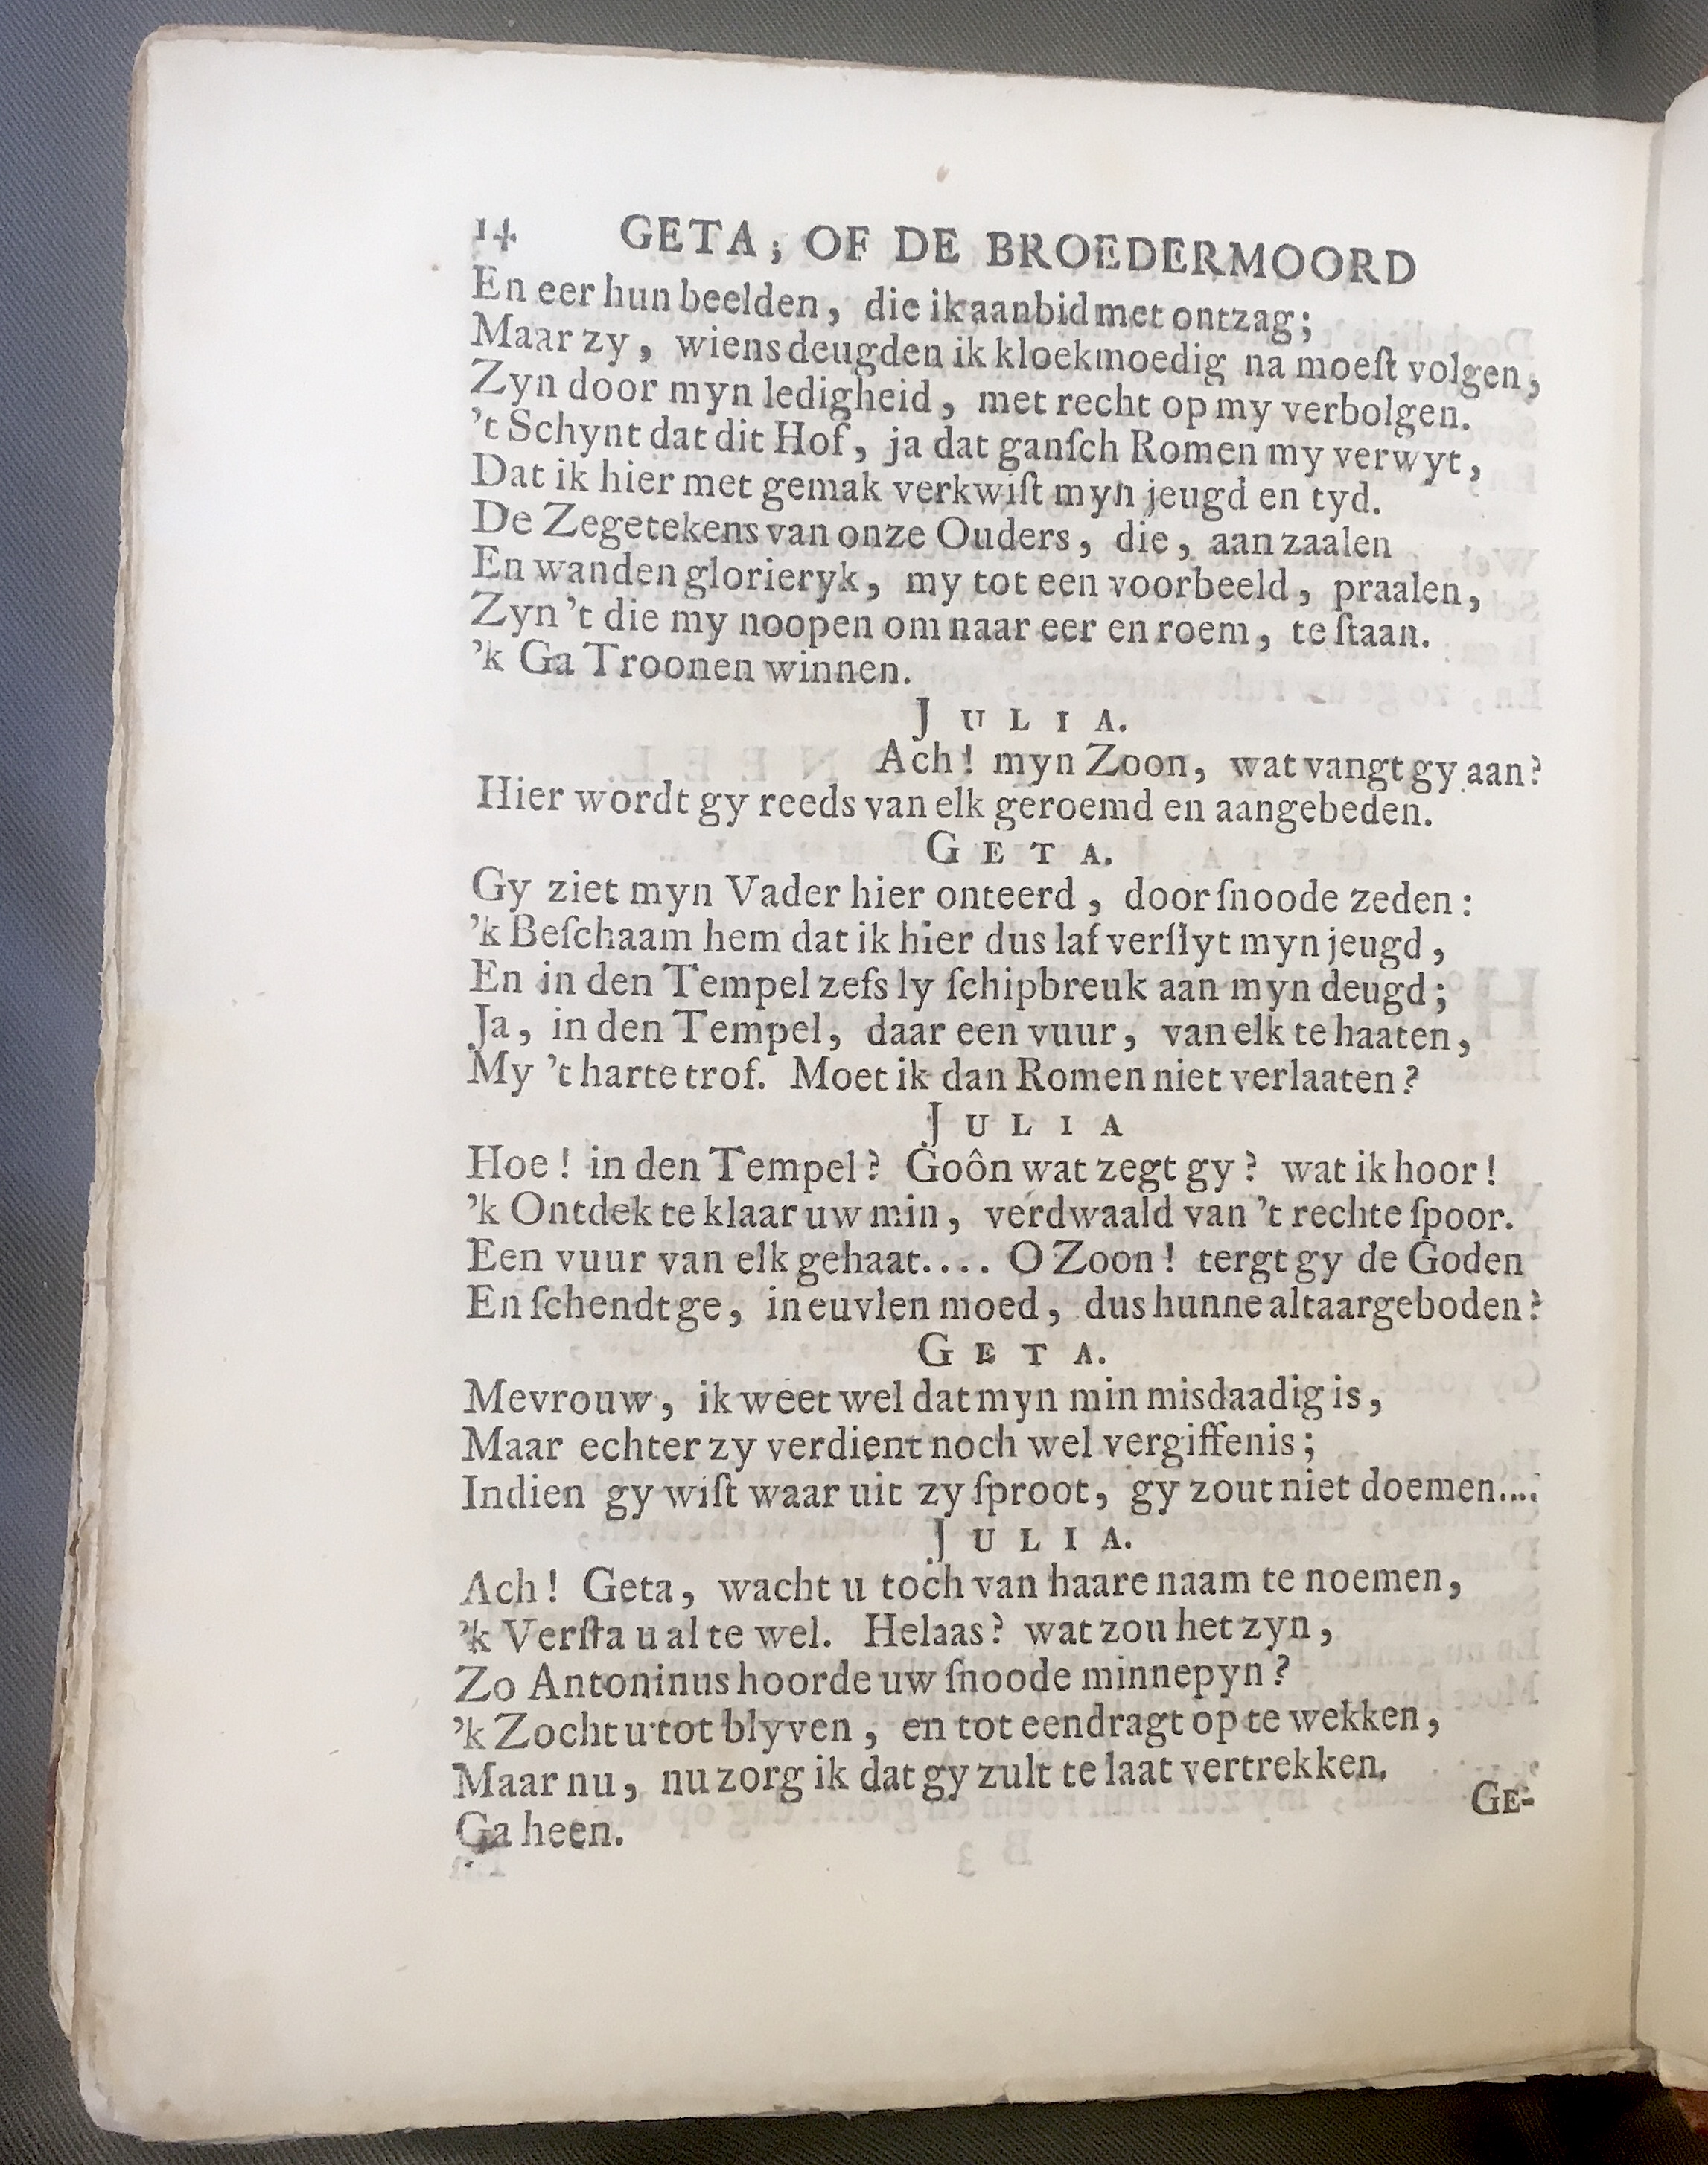 14 GETA; OF DE BROEDERMOORD
En eer hun beelden, die ik aanbid met ontzag;
Maar zy, wiens deugden ik kloekmoedig na moeſt volgen,
Zyn door myn ledigheid, met recht op my verbolgen.
’t Schynt dat dit Hof, ja dat ganſch Romen my verwyt,
Dat ik hier met gemak verkwiſt myn jeugd en tyd.
De Zegetekens van onze Ouders, die, aan zaalen
En wanden glorieryk, my tot een voorbeeld, praalen,
Zyn ’t die my noopen om naar eer en roem, te ſtaan.
’k Ga Troonen winnen.
JULIA.
Ach! myn Zoon, wat vangt gy aan?
Hier wordt gy reeds van elk geroemd en aangebeden.
GETA.
Gy ziet myn Vader hier onteerd, door ſnoode zeden:
’k Beſchaam hem dat ik hier dus laf verſlyt myn jeugd,
En in den Tempel zefs ly ſchipbreuk aan myn deugd;
Ja, in den Tempel, daar een vuur, van elk te haaten,
My ’t harte trof. Moet ik dan Romen niet verlaaten?
JULIA
Hoe! in den Tempel? Goôn wat zegt gy? wat ik hoor!
’k Ontdek te klaar uw min, verdwaald van ’t rechte ſpoor.
Een vuur van elk gehaat.... O Zoon! tergt gy de Goden
En ſchendt ge, in euvlen moed, dus hunne altaargeboden?
GETA.
Mevrouw, ik weet wel dat myn min misdaadig is,
Maar echter zy verdient noch wel vergiffenis;
Indien gy wiſt waar uit zy ſproot, gy zout niet doemen....
JULIA.
Ach! Geta, wacht u toch van haare naam te noemen,
’k Verſta u al te wel. Helaas? wat zou het zyn,
Zo Antoninus hoorde uw ſnoode minnepyn?
’k Zocht u tot blyven, en tot eendragt op te wekken,
Maar nu, nu zorg ik dat gy zult te laat vertrekken.
Ga heen.
GE-